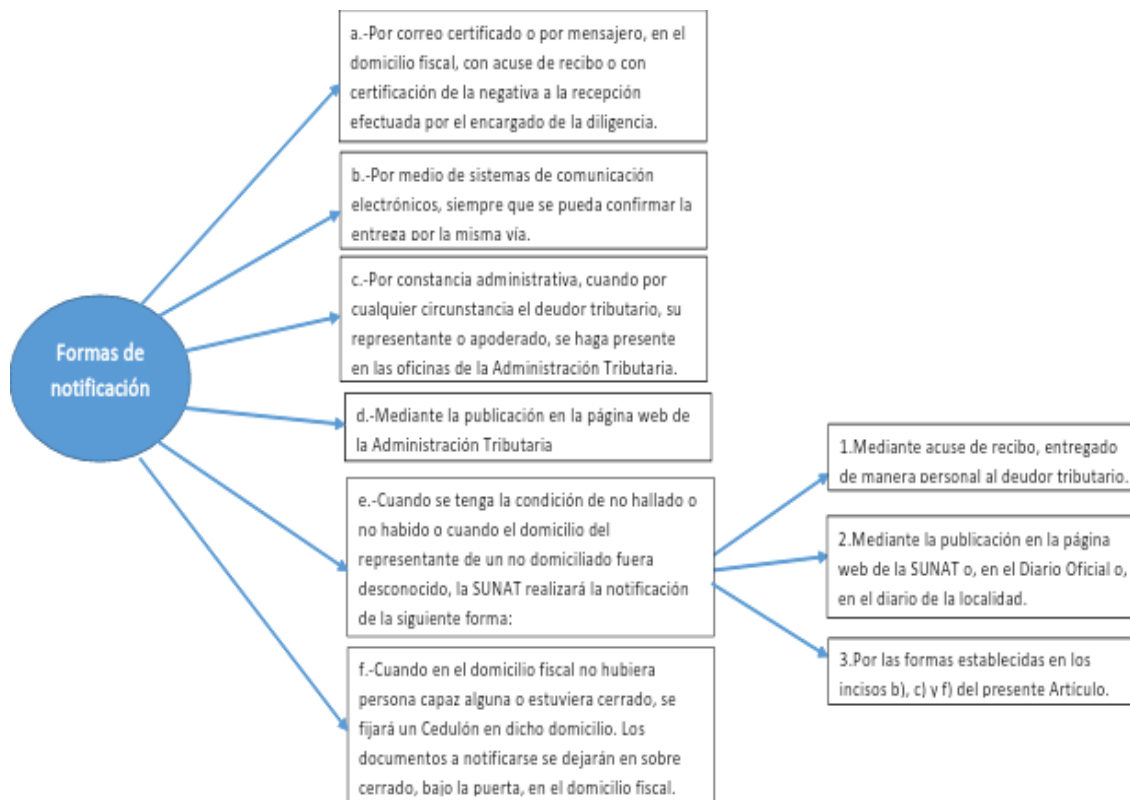 Formas de
notificación
a.-Por correo certificado o por mensajero, en el
domicilio fiscal, con acuse de recibo o con
certificación de la negativa a la recepción
efectuada por el encargado de la diligencia.
b.-Por medio de sistemas de comunicación
electrónicos, siempre que se pueda confirmar la
entrega por la misma vía.
c.-Por constancia administrativa, cuando por
cualquier circunstancia el deudor tributario, su
representante o apoderado, se haga presente
en las oficinas de la Administración Tributaria.
d.-Mediante la publicación en la página web de
la Administración Tributaria
e.-Cuando se tenga la condición de no hallado o
no habido o cuando el domicilio del
representante de un no domiciliado fuera
desconocido, la SUNAT realizará la notificación
de la siguiente forma:
1.Mediante acuse de recibo, entregado
de manera personal al deudor tributario.
2.Mediante la publicación en la página
web de la SUNAT o, en el Diario Oficial o,
en el diario de la localidad.
3.Por las formas establecidas en los
incisos b), c) y f) del presente Artículo.
f.-Cuando en el domicilio fiscal no hubiera
persona capaz alguna o estuviera cerrado, se
fijará un Cedulón en dicho domicilio. Los
documentos a notificarse se dejarán en sobre
cerrado, bajo la puerta, en el domicilio fiscal.